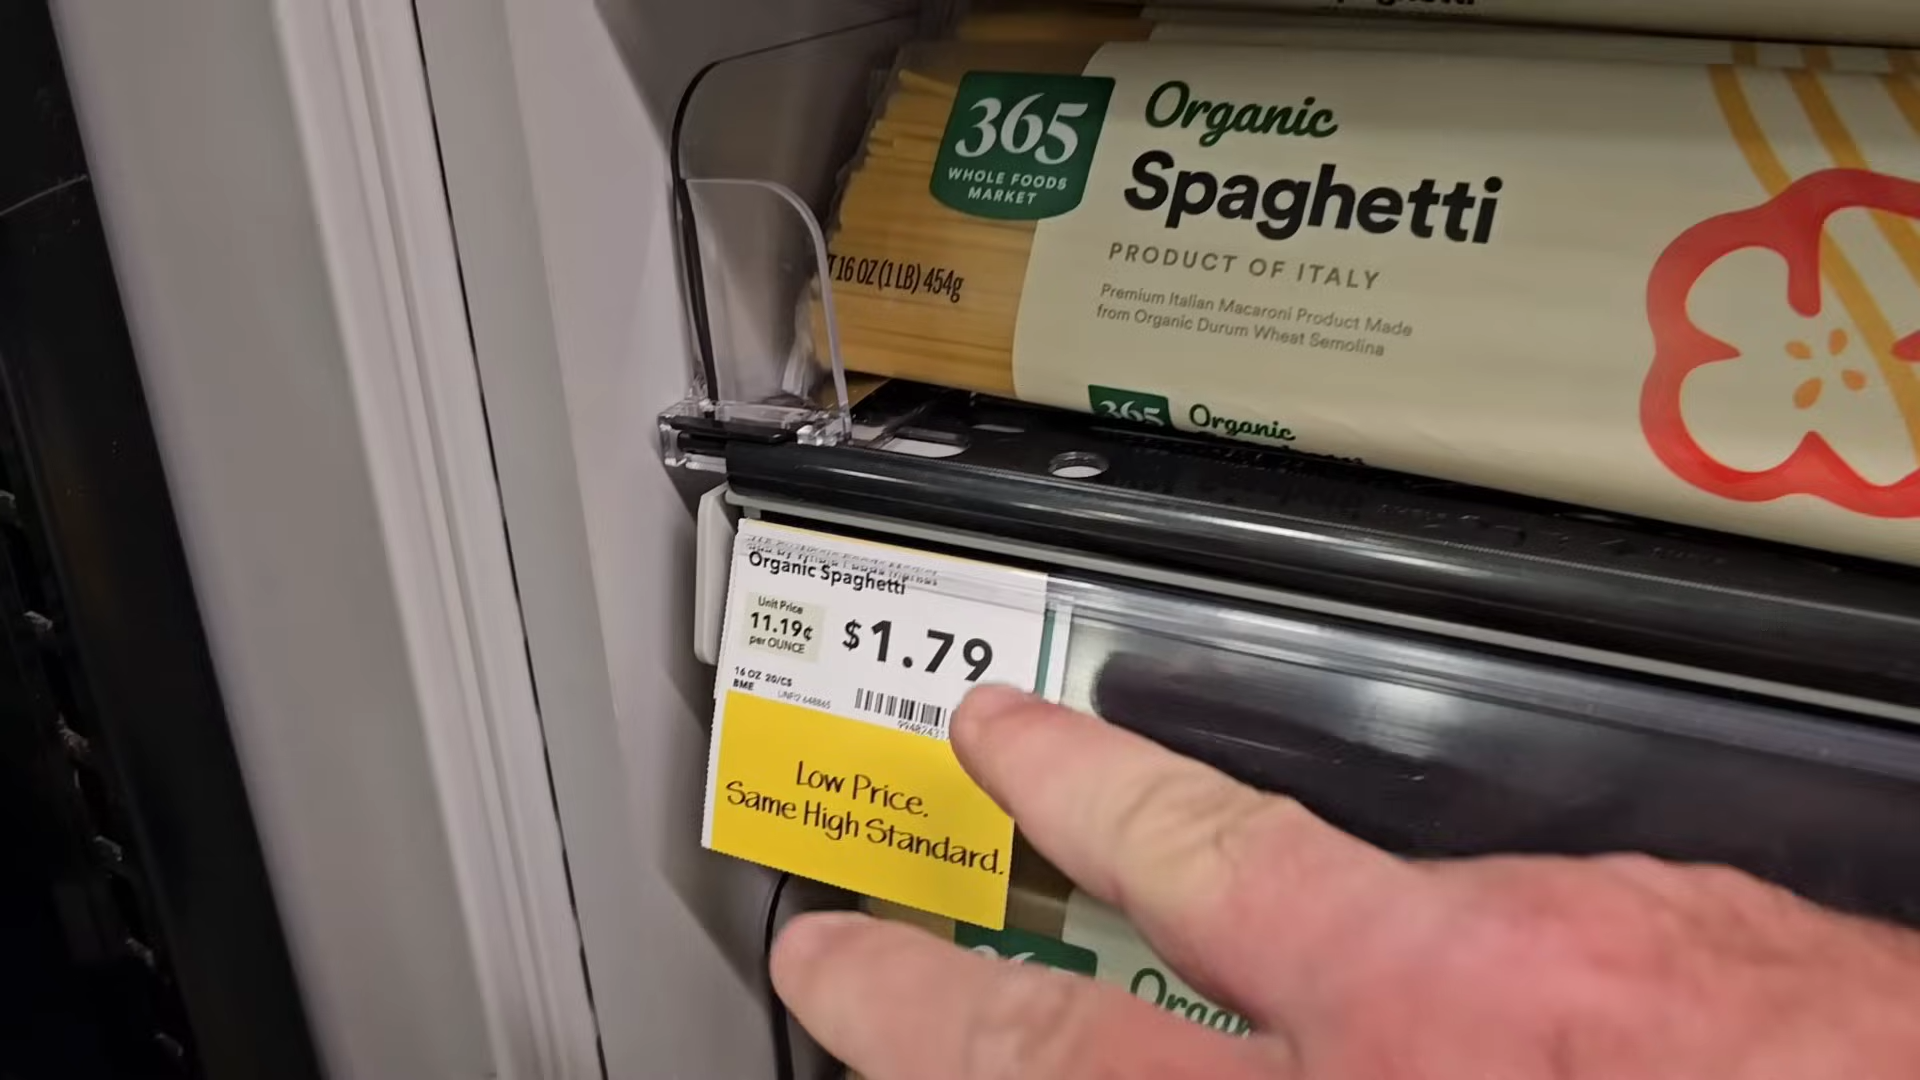 365
WHOLE FOODS
MARKET
Organic
Spaghetti
PRODUCT OF ITALY
Premium Italian Macaroni Product Made
from Organic Durum Wheat Semolina
16 OZ (1 LB) 454g
365
Organic
Organic Spaghetti
Unit Price
11.19¢
per OUNCE
$1.79
16 OZ 20/CS
BME
Low Price.
Same High Standard.